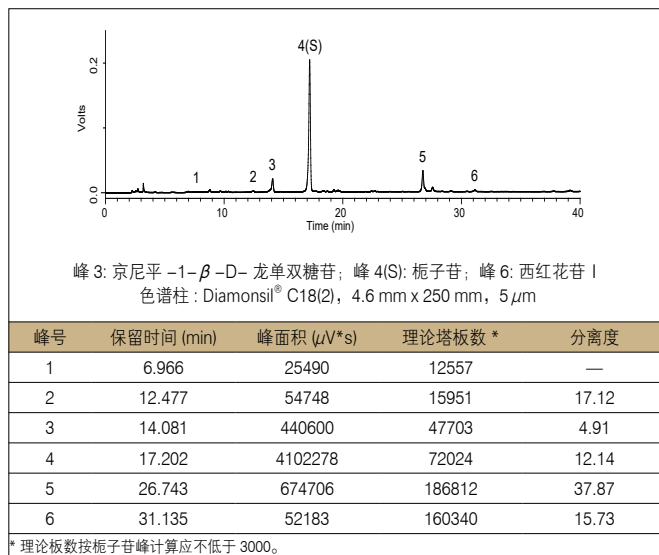 4(S)
0.2
Volts
5
3
1
2
6
0.0
0 10 20 30 40
Time (min)
峰 3: 京尼平 –1–β –D– 龙单双糖苷; 峰 4(S): 栀子苷; 峰 6: 西红花苷 I
色谱柱 : Diamonsil® C18(2), 4.6 mm x 250 mm, 5 μm
峰号 保留时间 (min) 峰面积 (μV*s) 理论塔板数 * 分离度
1 6.966 25490 12557 —
2 12.477 54748 15951 17.12
3 14.081 440600 47703 4.91
4 17.202 4102278 72024 12.14
5 26.743 674706 186812 37.87
6 31.135 52183 160340 15.73
* 理论板数按栀子苷峰计算应不低于 3000。